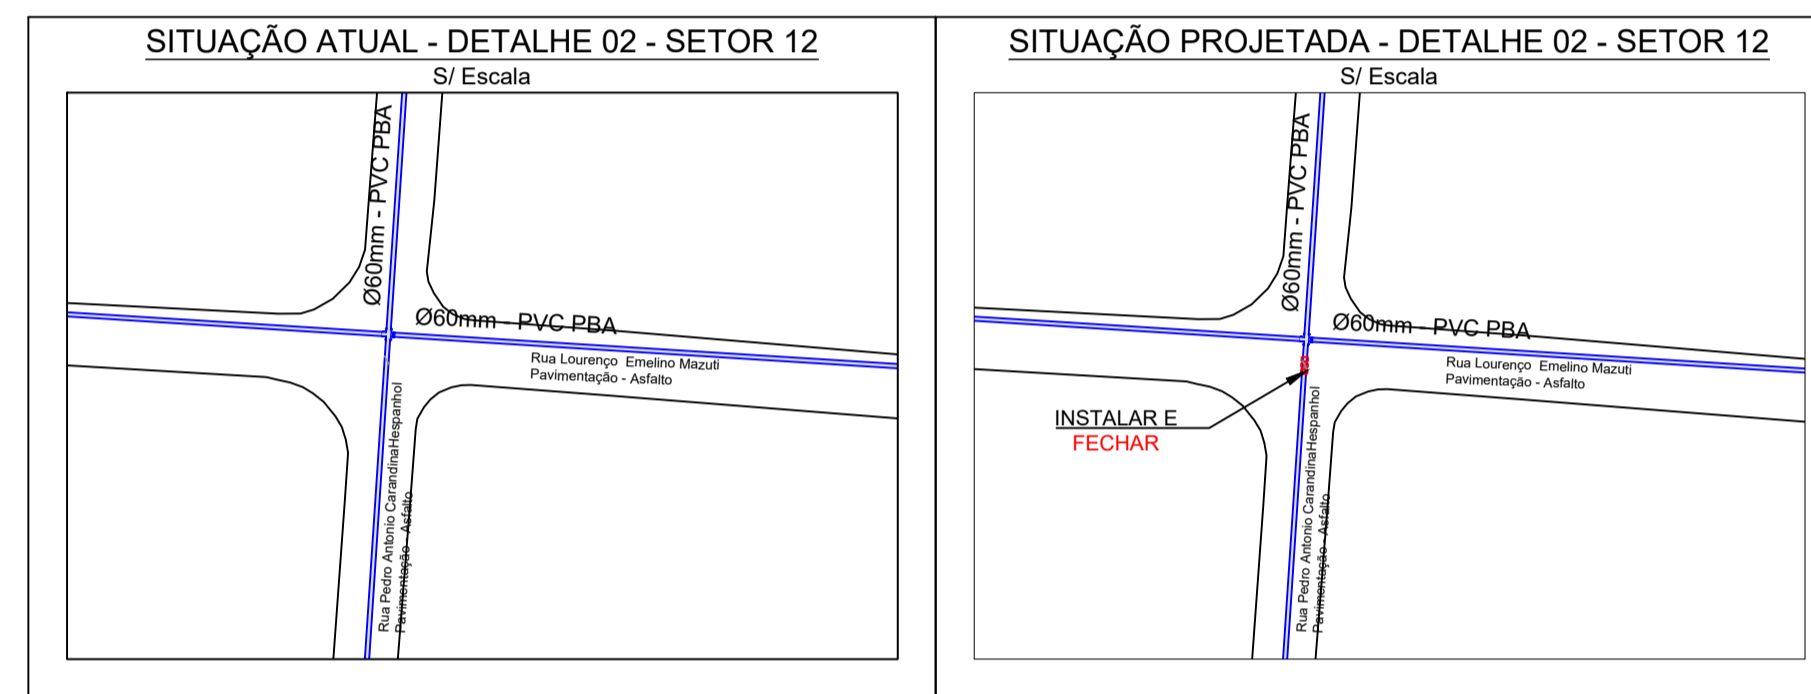 SITUAÇÃO ATUAL - DETALHE 02 - SETOR 12
S/ Escala
Ø60mm - PVC PBA
Ø60mm - PVC PBA
Rua Lourenço Emelino Mazuti
Pavimentação - Asfalto
Rua Pedro Antonio CarandinaHespanhol
Pavimentação - Asfalto
SITUAÇÃO PROJETADA - DETALHE 02 - SETOR 12
S/ Escala
Ø60mm - PVC PBA
Ø60mm - PVC PBA
Rua Lourenço Emelino Mazuti
Pavimentação - Asfalto
INSTALAR E
FECHAR
Rua Pedro Antonio CarandinaHespanhol
Pavimentação - Asfalto